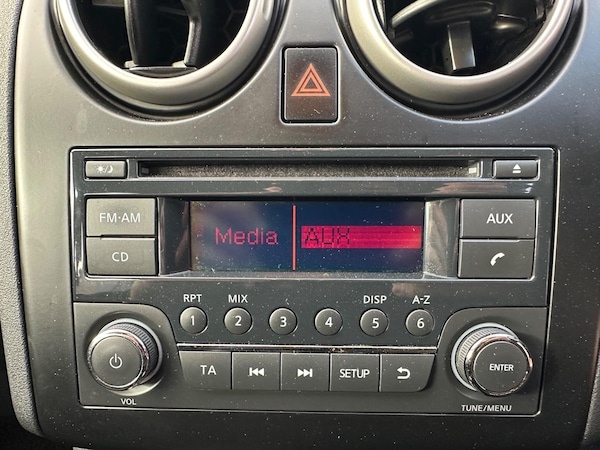 FM·AM
CD
Media AUX
AUX
RPT MIX DISP A-Z
1 2 3 4 5 6
VOL
TA SETUP
ENTER
TUNE/MENU